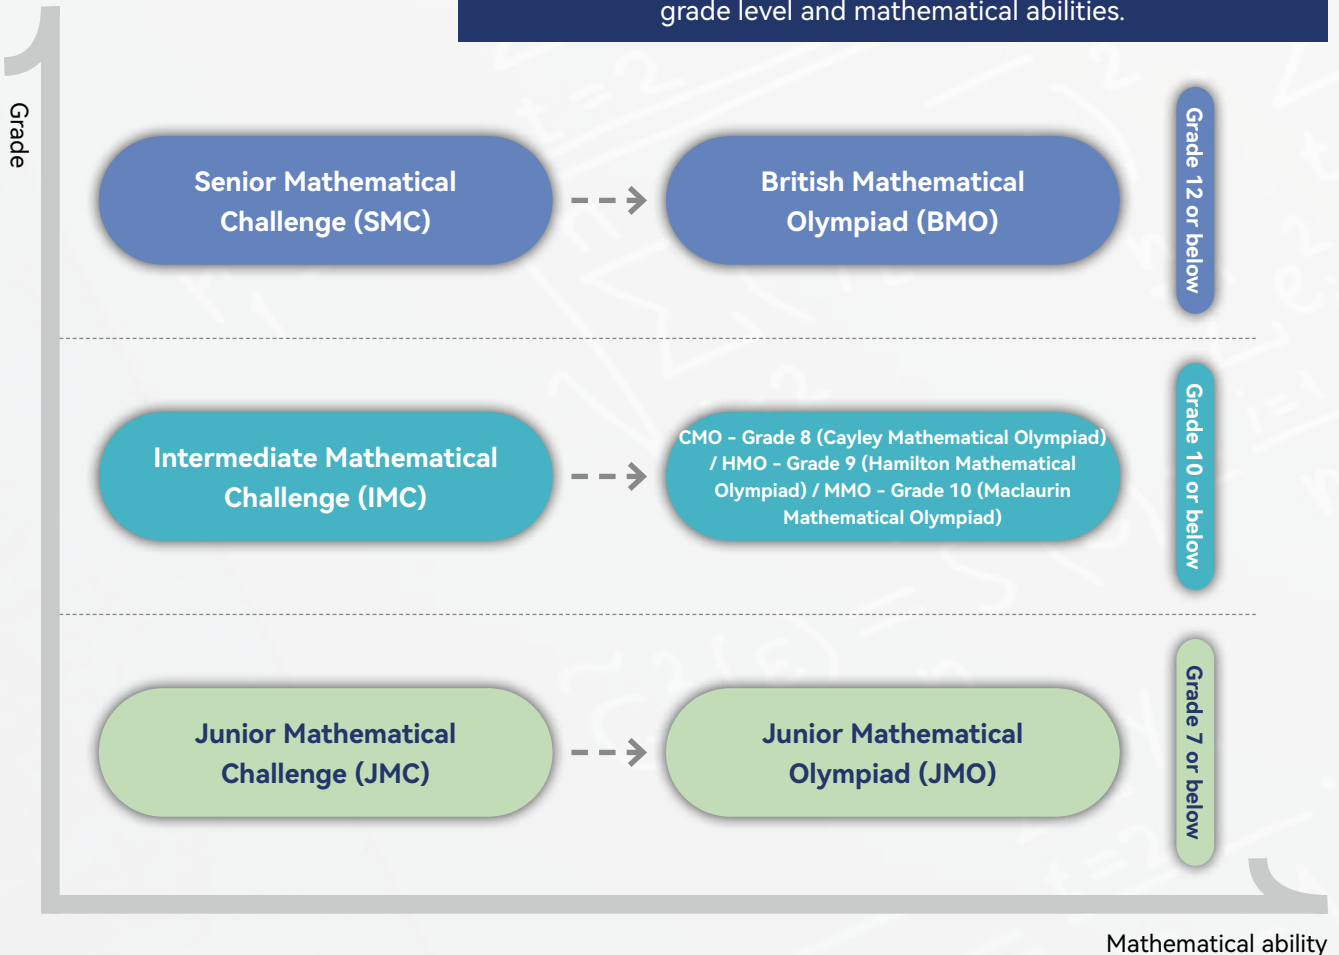 grade level and mathematical abilities.
Grade
Senior Mathematical
Challenge (SMC)
British Mathematical
Olympiad (BMO)
Grade 12 or below
Intermediate Mathematical
Challenge (IMC)
CMO - Grade 8 (Cayley Mathematical Olympiad)
/ HMO - Grade 9 (Hamilton Mathematical
Olympiad) / MMO - Grade 10 (Maclaurin
Mathematical Olympiad)
Grade 10 or below
Junior Mathematical
Challenge (JMC)
Junior Mathematical
Olympiad (JMO)
Grade 7 or below
Mathematical ability